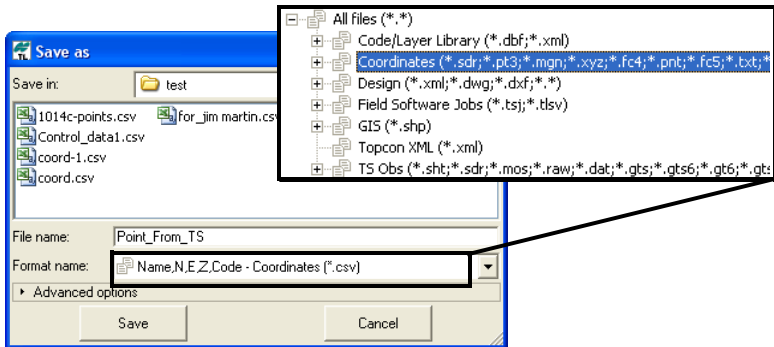 All files (*.*)
Code/Layer Library (*.dbf;*.xml)
Coordinates (*.sdr;*.pt3;*.mgn;*.xyz;*.fc4;*.pnt;*.fc5;*.txt;*
Design (*.xml;*.dwg;*.dxf;*.*)
Field Software Jobs (*.tsj;*.tlsv)
GIS (*.shp)
Topcon XML (*.xml)
TS Obs (*.sht;*.sdr;*.mos;*.raw;*.dat;*.gts;*.gts6;*.gt6;*.gts
TL Save as
Save in: test
1014c-points.csv for_jim martin.csv
Control_data1.csv
coord-1.csv
coord.csv
File name: Point_From_TS
Format name: Name,N,E,Z,Code - Coordinates (*.csv)
Advanced options
Save Cancel